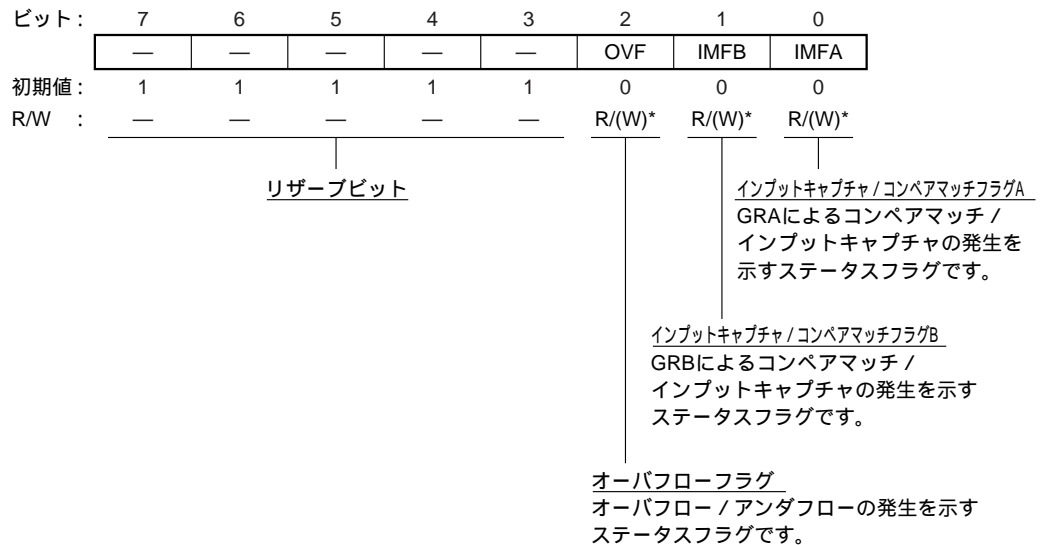 ビット: 7 6 5 4 3 2 1 0
— — — — — OVF IMFB IMFA
初期値: 1 1 1 1 1 0 0 0
R/W : — — — — — R/(W)* R/(W)* R/(W)*
リザーブビット
インプットキャプチャ/コンペアマッチフラグA
GRAによるコンペアマッチ/
インプットキャプチャの発生を
示すステータスフラグです。
インプットキャプチャ/コンペアマッチフラグB
GRBによるコンペアマッチ/
インプットキャプチャの発生を示す
ステータスフラグです。
オーバフローフラグ
オーバフロー/アンダフローの発生を示す
ステータスフラグです。